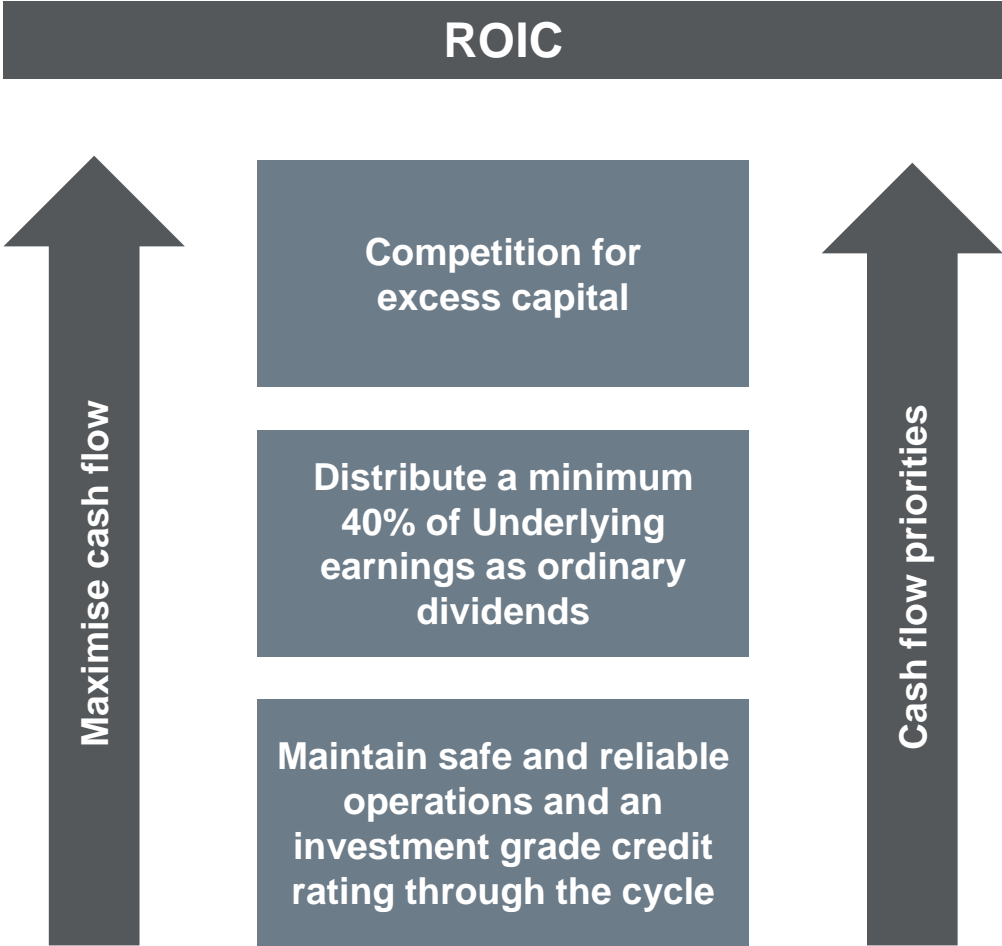 ROIC
Maximise cash flow
Competition for
excess capital
Distribute a minimum
40% of Underlying
earnings as ordinary
dividends
Maintain safe and reliable
operations and an
investment grade credit
rating through the cycle
Cash flow priorities